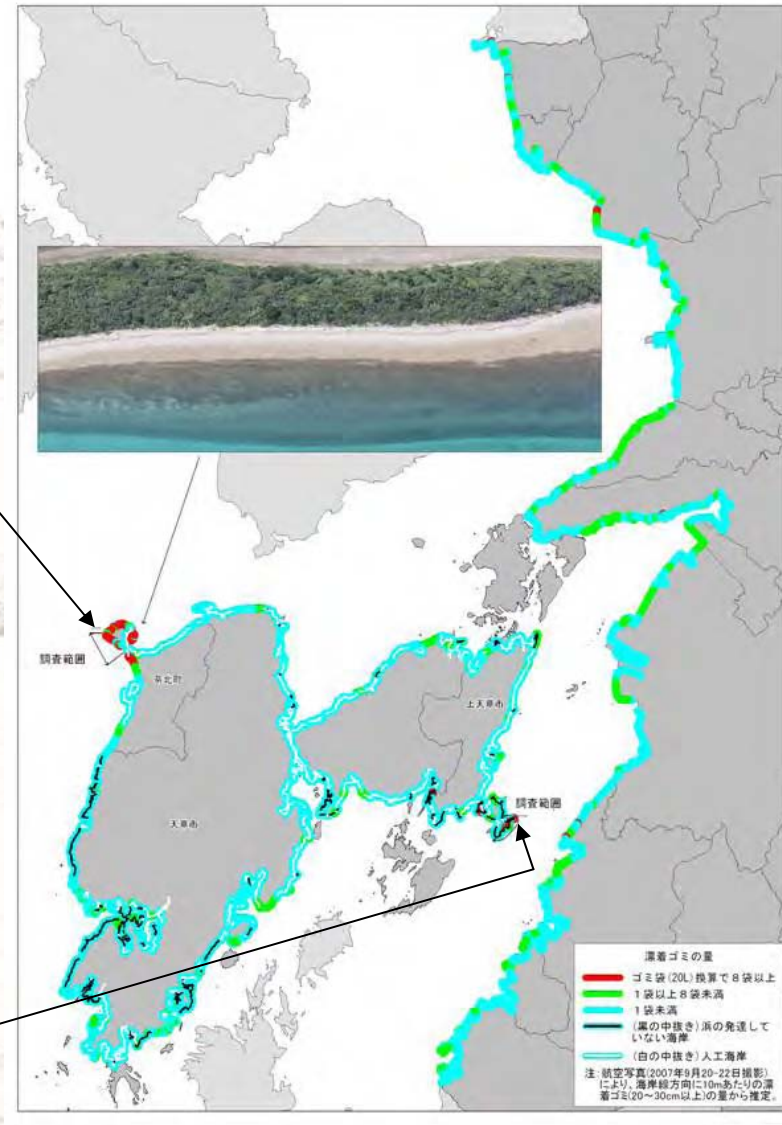 調査範囲
苓北町
上天草市
天草市
調査範囲
漂着ゴミの量
ゴミ袋(20L)換算で8袋以上
1袋以上8袋未満
1袋未満
(黒の中抜き)浜の発達して
いない海岸
(白の中抜き)人工海岸
注:航空写真(2007年9月20-22日撮影)
により、海岸線方向に10mあたりの漂
着ゴミ(20～30cm以上)の量から推定。